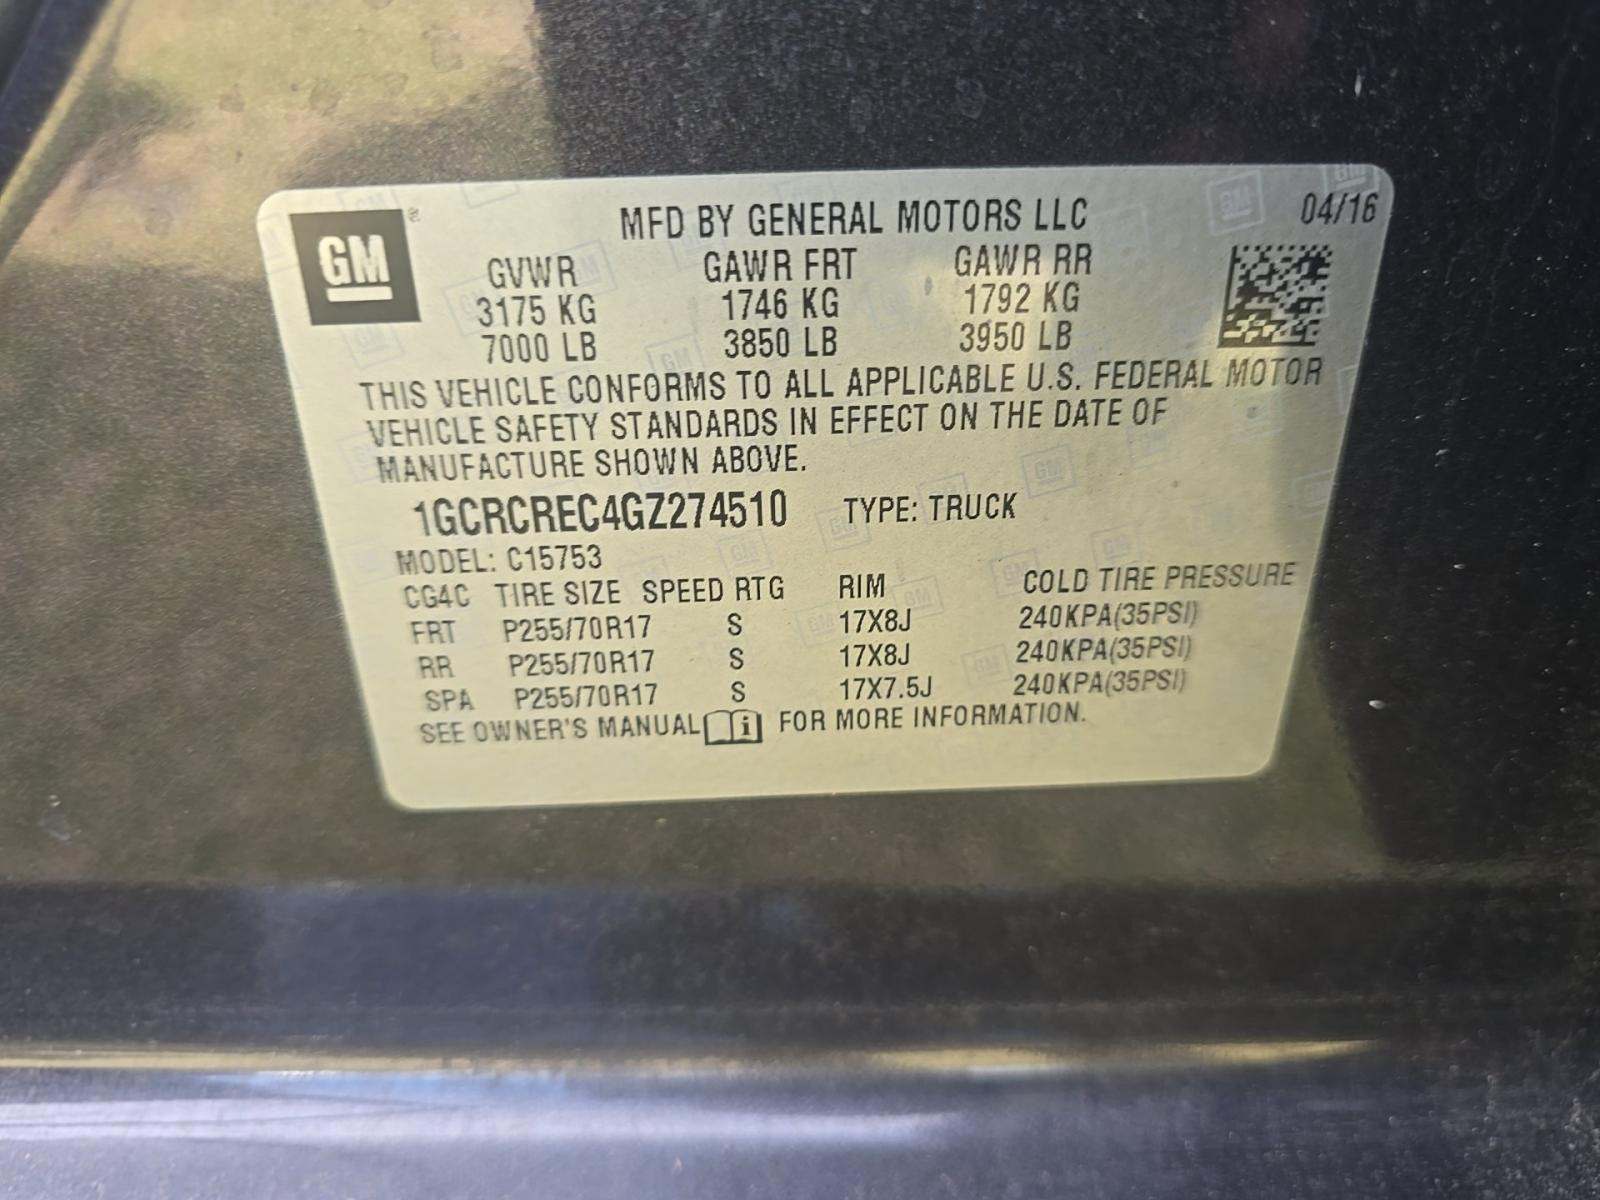 GM
MFD BY GENERAL MOTORS LLC 04/16
GVWR GAWR FRT GAWR RR
3175 KG 1746 KG 1792 KG
7000 LB 3850 LB 3950 LB
THIS VEHICLE CONFORMS TO ALL APPLICABLE U.S. FEDERAL MOTOR
VEHICLE SAFETY STANDARDS IN EFFECT ON THE DATE OF
MANUFACTURE SHOWN ABOVE.
1GCRCREC4GZ274510 TYPE: TRUCK
MODEL: C15753
CG4C TIRE SIZE SPEED RTG RIM COLD TIRE PRESSURE
FRT P255/70R17 S 17X8J 240KPA(35PSI)
RR P255/70R17 S 17X8J 240KPA(35PSI)
SPA P255/70R17 S 17X7.5J 240KPA(35PSI)
SEE OWNER'S MANUAL i FOR MORE INFORMATION.